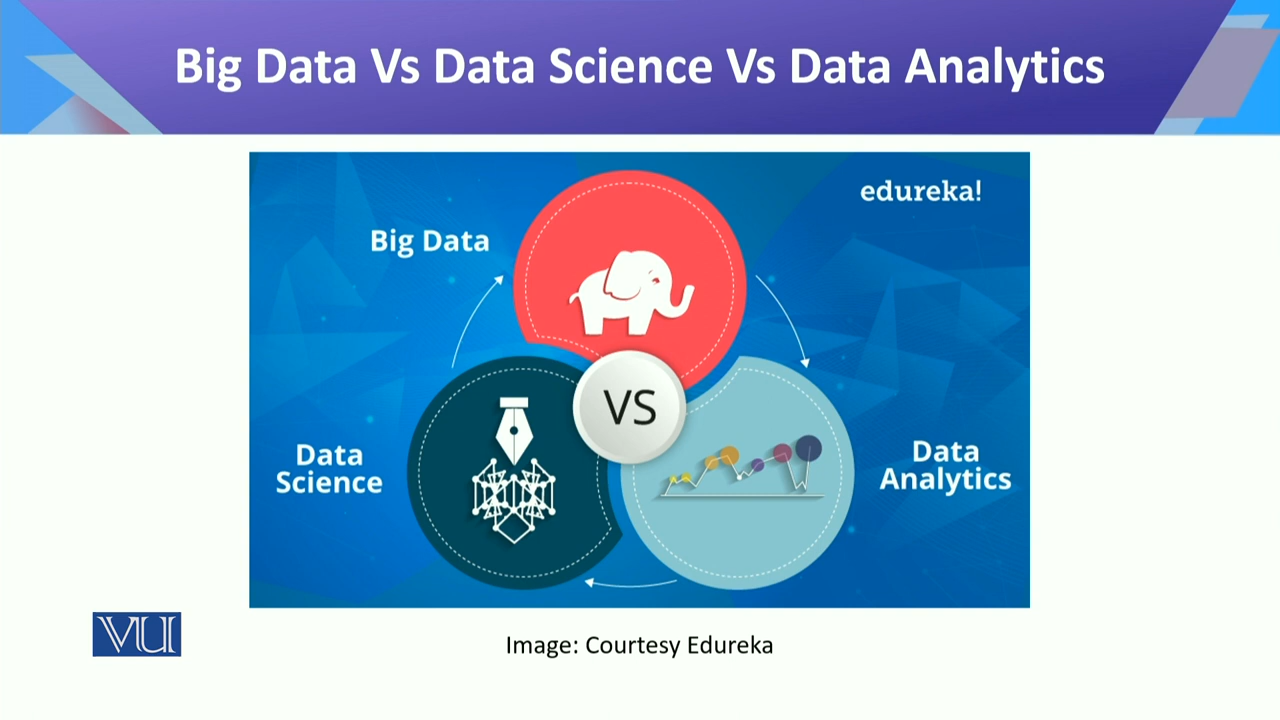 Big Data Vs Data Science Vs Data Analytics
edureka!
Big Data
VS
Data
Science
Data
Analytics
VU
Image: Courtesy Edureka